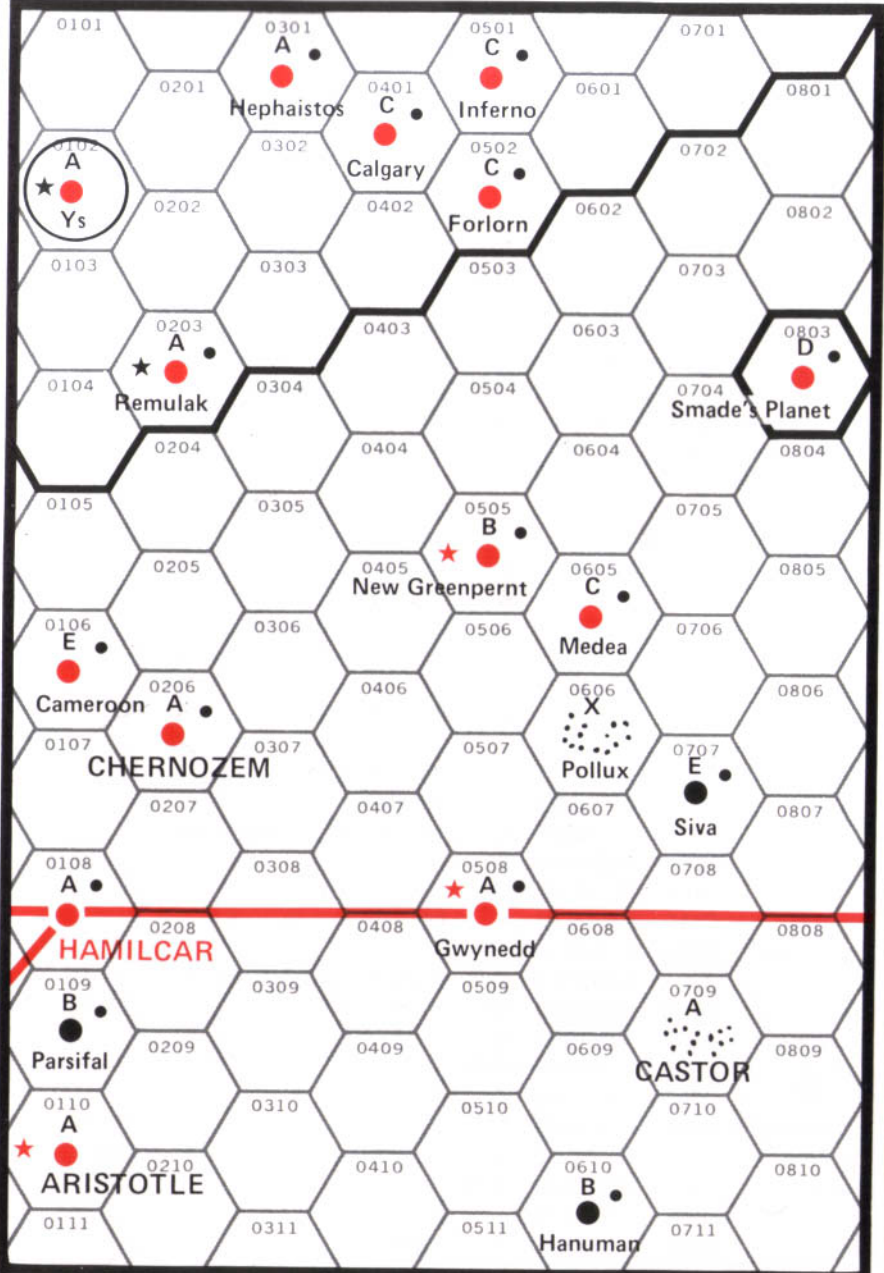 0101
0301
A
0501
C
0701
0201
Hephaistos
0401
C
Inferno
0601
0801
0102
A
Ys
0302
Calgary
0502
C
Forlorn
0702
0202
0402
0602
0802
0103
0303
0503
0703
0203
A
Remulak
0403
0603
0803
D
Smade's Planet
0104
0304
0504
0704
0204
0404
0604
0804
0105
0305
0505
B
New Greenpernt
0705
0205
0405
0605
C
Medea
0805
0106
E
Cameroon
0306
0506
0706
0206
A
CHERNOZEM
0406
0606
X
Pollux
0806
0107
0307
0507
0707
E
Siva
0207
0407
0607
0807
0108
A
HAMILCAR
0308
0508
A
Gwynedd
0708
0208
0408
0608
0808
0109
B
Parsifal
0309
0509
0709
A
CASTOR
0209
0409
0609
0809
0110
A
ARISTOTLE
0310
0510
0710
0210
0410
0610
B
Hanuman
0810
0111
0311
0511
0711